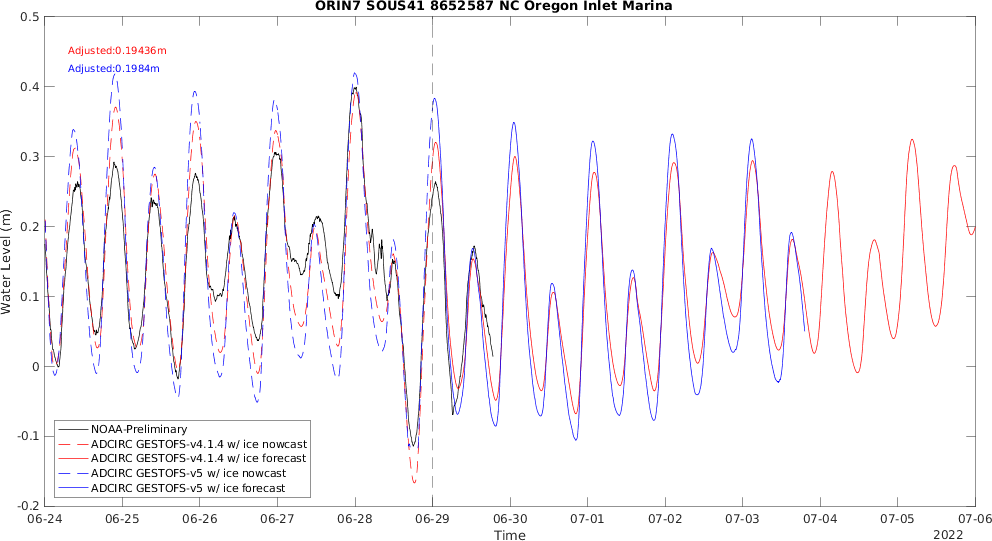 ORIN7 SOUS41 8652587 NC Oregon Inlet Marina
Adjusted:0.19436m
Adjusted:0.1984m
Water Level (m)
0.5
0.4
0.3
0.2
0.1
0
-0.1
-0.2
NOAA-Preliminary
ADCIRC GESTOFS-v4.1.4 w/ ice nowcast
ADCIRC GESTOFS-v4.1.4 w/ ice forecast
ADCIRC GESTOFS-v5 w/ ice nowcast
ADCIRC GESTOFS-v5 w/ ice forecast
06-24 06-25 06-26 06-27 06-28 06-29 06-30 07-01 07-02 07-03 07-04 07-05 07-06
Time
2022